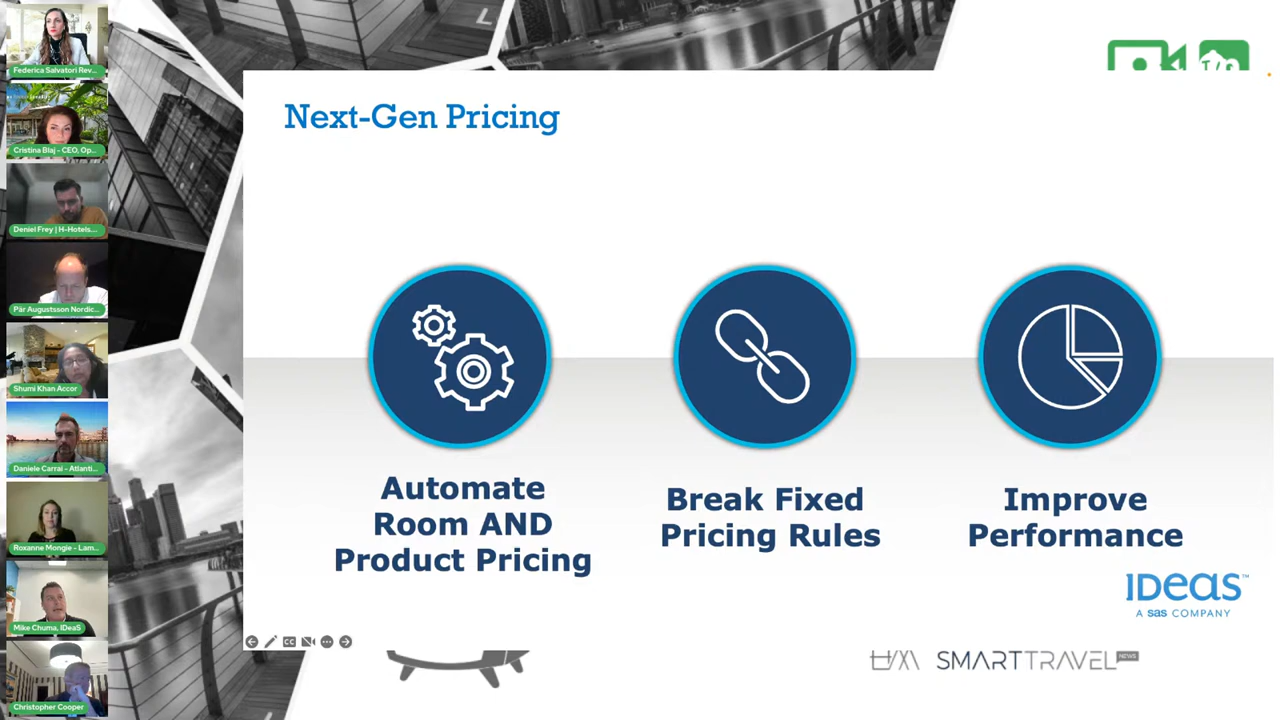 Federica Salvatori Rev...
Cristina Blaj - CEO, Op...
Deniel Frey | H-Hotels....
Pär Augustsson Nordic...
Shumi Khan Accor
Daniele Carrai - Atlanti...
Roxanne Mongie - Lam...
Mike Chuma, IDeaS
Christopher Cooper
Next-Gen Pricing
Automate
Room AND
Product Pricing
Break Fixed
Pricing Rules
Improve
Performance
IDeaS™
A sas COMPANY
CC
SMARTTRAVEL NEWS